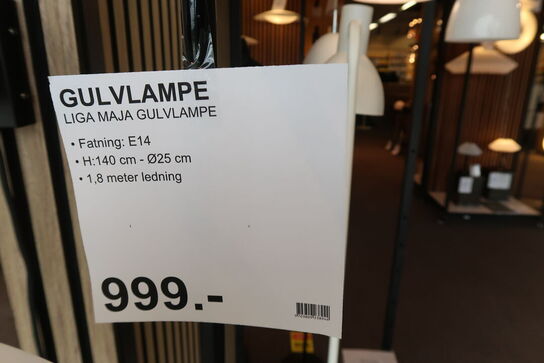 GULVLAMPE
LIGA MAJA GULVLAMPE
• Fatning: E14
• H:140 cm - Ø25 cm
• 1,8 meter ledning
999.-